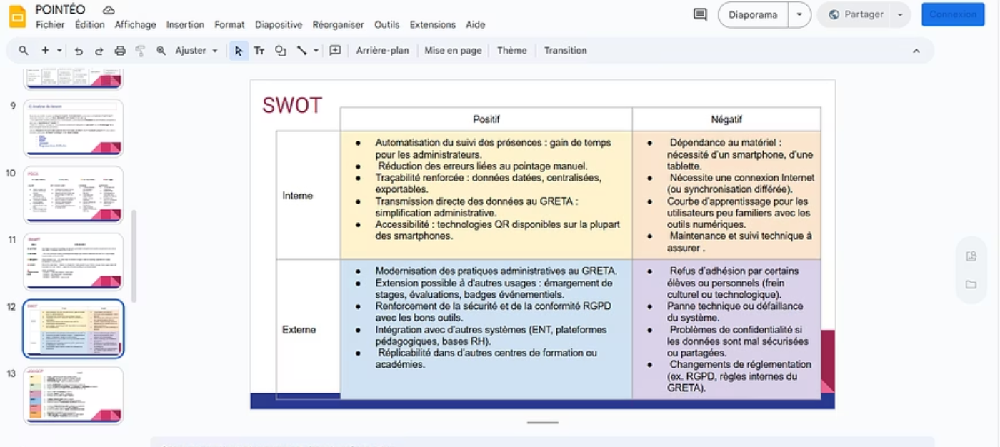 POINTÉO
Fichier Édition Affichage Insertion Format Diapositive Réorganiser Outils Extensions Aide
Diaporama
Partager
Connexion
Ajuster
Arrière-plan
Mise en page
Thème
Transition
9
10
11
12
13
SWOT
Positif
Négatif
Interne
● Automatisation du suivi des présences : gain de temps
pour les administrateurs.
● Réduction des erreurs liées au pointage manuel.
● Traçabilité renforcée : données datées, centralisées,
exportables.
● Transmission directe des données au GRETA :
simplification administrative.
● Accessibilité : technologies QR disponibles sur la plupart
des smartphones.
● Dépendance au matériel :
nécessité d'un smartphone, d'une
tablette.
● Nécessite une connexion Internet
(ou synchronisation différée).
● Courbe d'apprentissage pour les
utilisateurs peu familiers avec les
outils numériques.
● Maintenance et suivi technique à
assurer .
Externe
● Modernisation des pratiques administratives au GRETA.
● Extension possible à d'autres usages : émargement de
stages, évaluations, badges événementiels.
● Renforcement de la sécurité et de la conformité RGPD
avec les bons outils.
● Intégration avec d'autres systèmes (ENT, plateformes
pédagogiques, bases RH).
● Réplicabilité dans d'autres centres de formation ou
académies.
● Refus d'adhésion par certains
élèves ou personnels (frein
culturel ou technologique).
● Panne technique ou défaillance
du système.
● Problèmes de confidentialité si
les données sont mal sécurisées
ou partagées.
● Changements de réglementation
(ex. RGPD, règles internes du
GRETA).